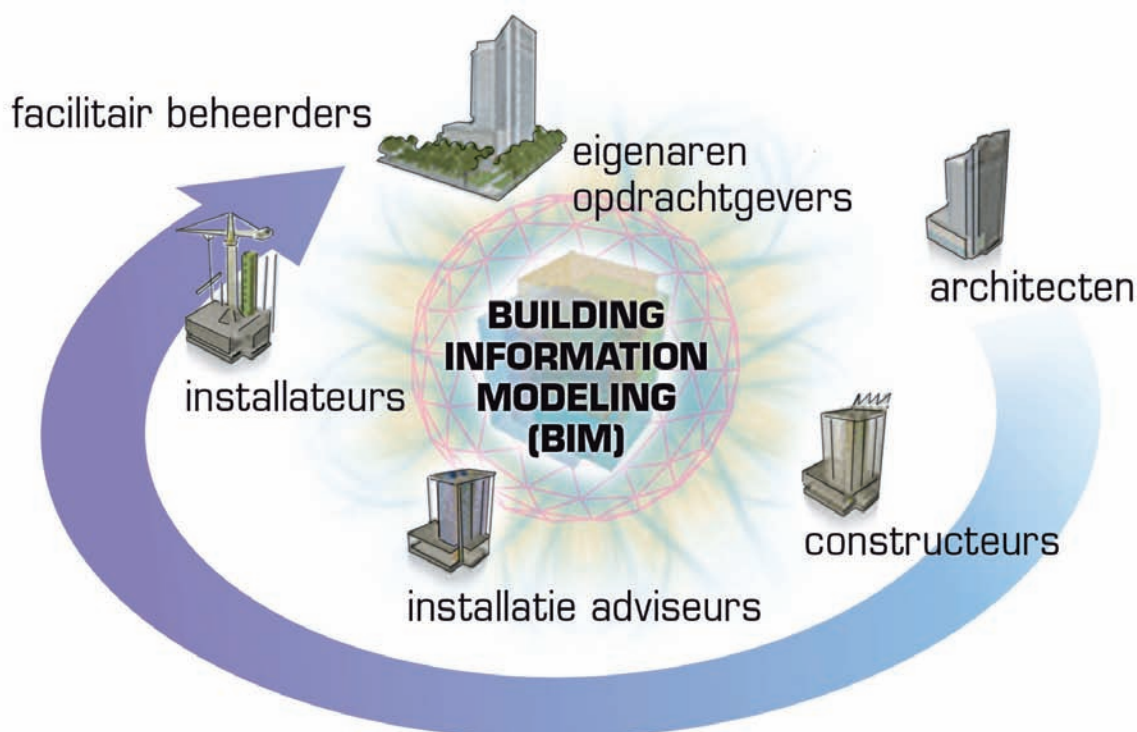 facilitair beheerders
eigenaren
opdrachtgevers
architecten
BUILDING
INFORMATION
MODELING
(BIM)
installateurs
constructeurs
installatie adviseurs